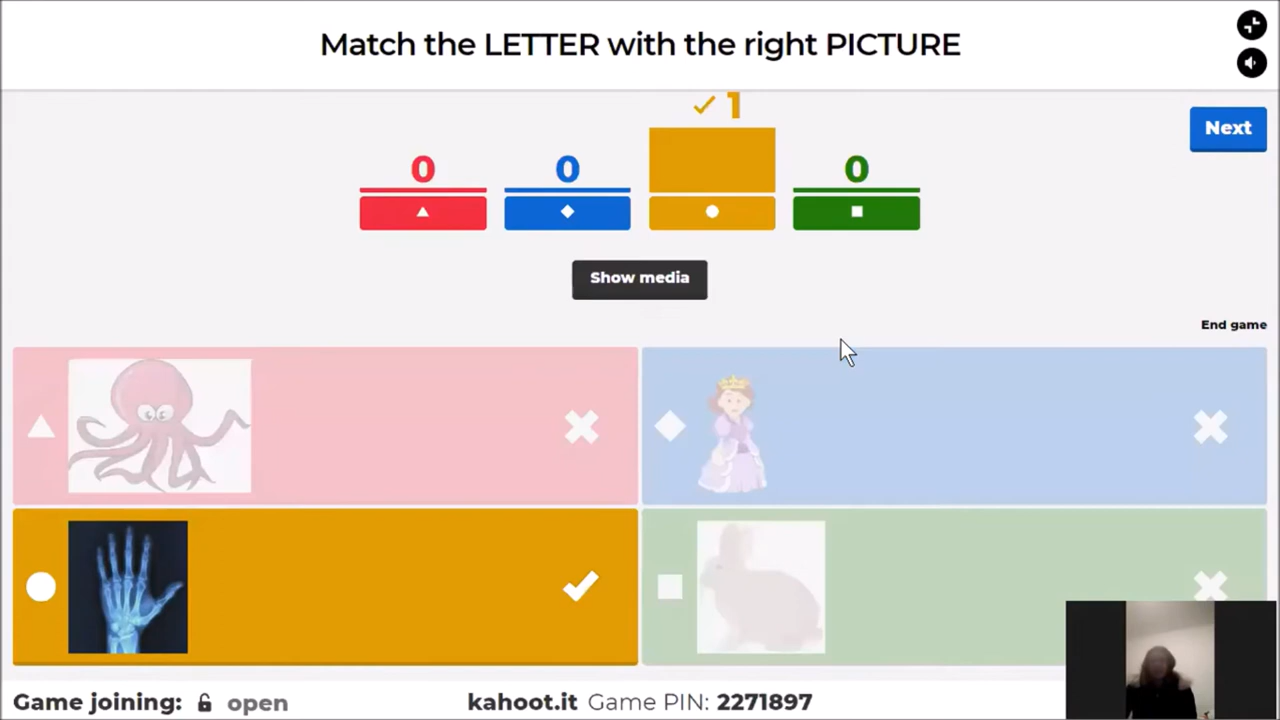 Match the LETTER with the right PICTURE
Next
0 0 1 0
Show media
End game
Game joining: open kahoot.it Game PIN: 2271897